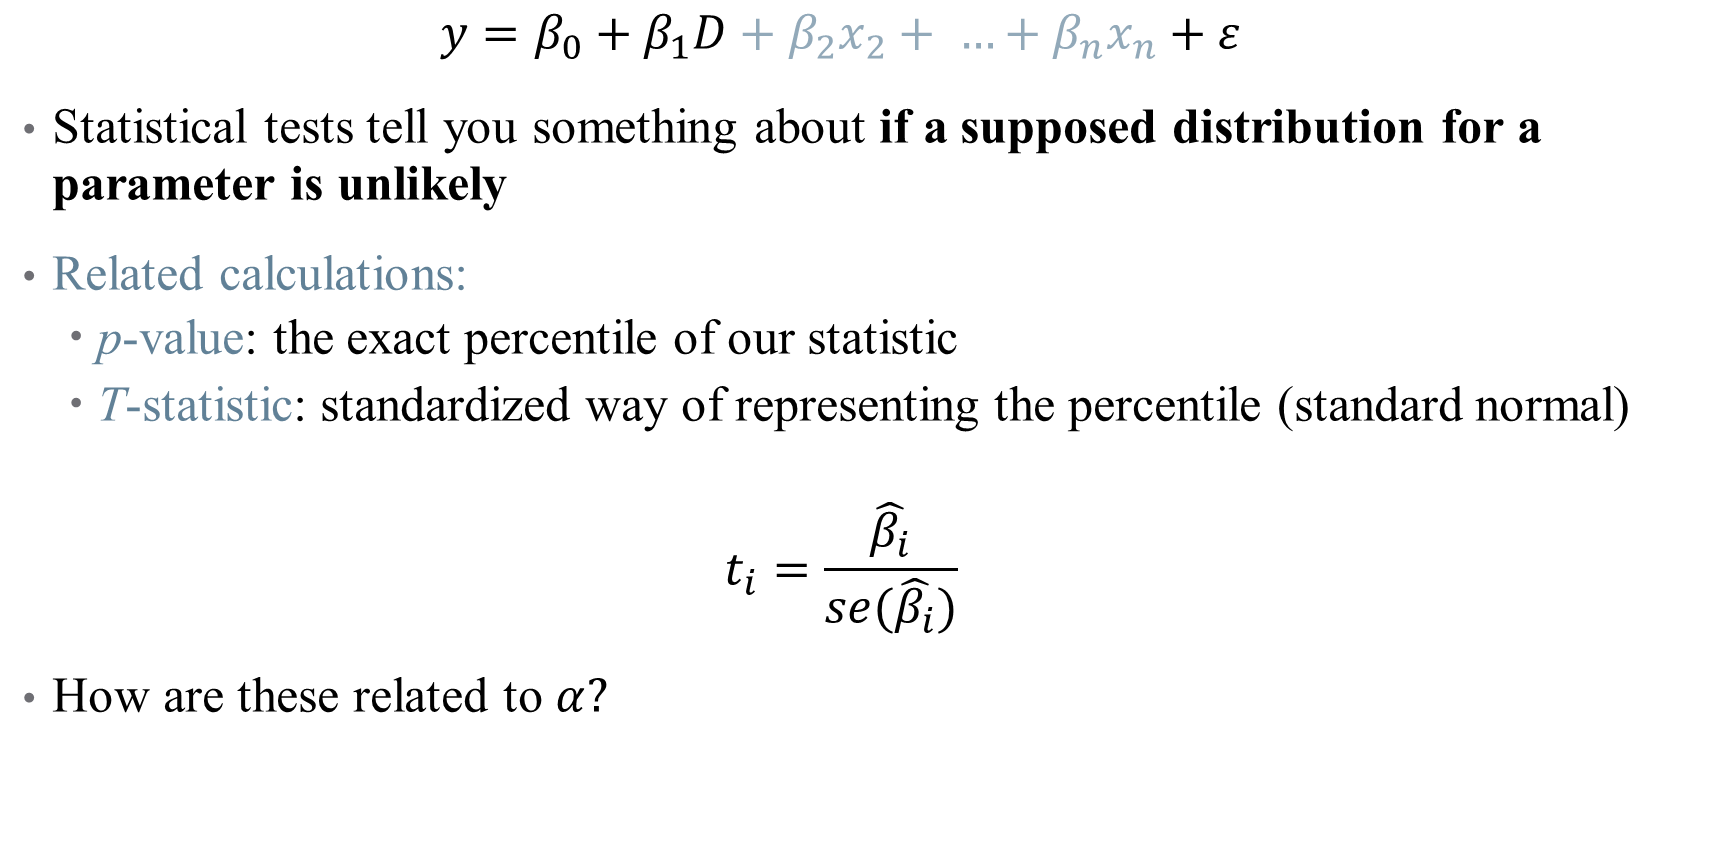 y = β₀ + β₁D + β₂x₂ + … + βₙxₙ + ε
• Statistical tests tell you something about if a supposed distribution for a
parameter is unlikely
• Related calculations:
• p-value: the exact percentile of our statistic
• T-statistic: standardized way of representing the percentile (standard normal)
tᵢ = β̂ᵢ / se(β̂ᵢ)
• How are these related to α?